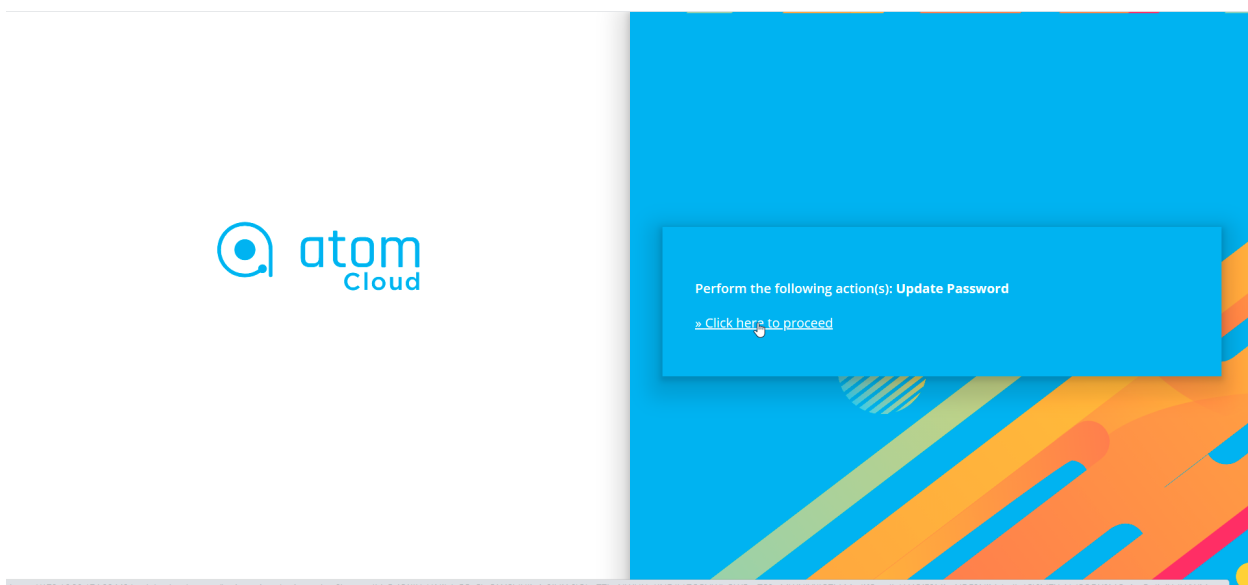 atom
Cloud
Perform the following action(s): Update Password
» Click here to proceed